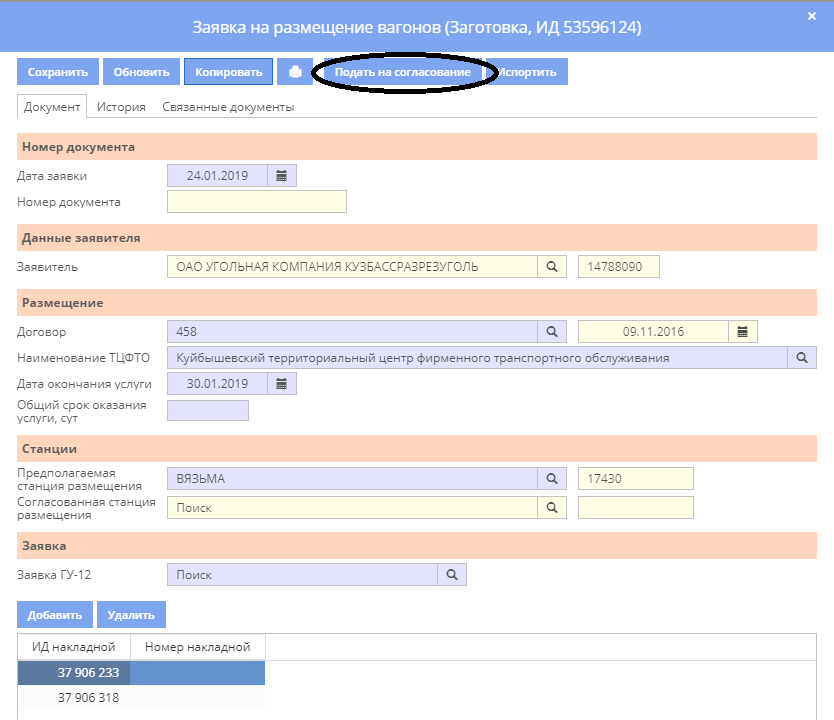 Заявка на размещение вагонов (Заготовка, ИД 53596124)
Сохранить Обновить Копировать Подать на согласование Испортить
Документ История Связанные документы
Номер документа
Дата заявки 24.01.2019
Номер документа
Данные заявителя
Заявитель ОАО УГОЛЬНАЯ КОМПАНИЯ КУЗБАССРАЗРЕЗУГОЛЬ 14788090
Размещение
Договор 458 09.11.2016
Наименование ТЦФТО Куйбышевский территориальный центр фирменного транспортного обслуживания
Дата окончания услуги 30.01.2019
Общий срок оказания
услуги, сут
Станции
Предполагаемая
станция размещения ВЯЗЬМА 17430
Согласованная станция
размещения Поиск
Заявка
Заявка ГУ-12 Поиск
Добавить Удалить
ИД накладной Номер накладной
37 906 233
37 906 318